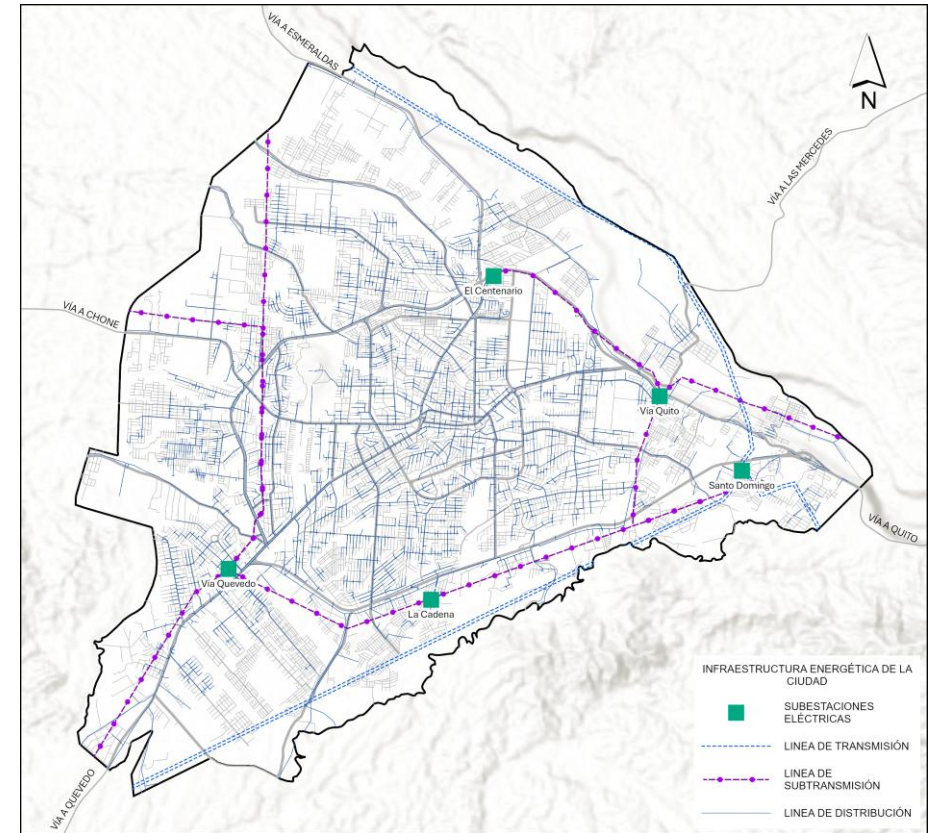 VÍA A ESMERALDAS
N
VÍA A LAS MERCEDES
El Centenario
VÍA A CHONE
Vía Quito
Santo Domingo
VÍA A QUITO
Vía Quevedo
La Cadena
VÍA A QUEVEDO
INFRAESTRUCTURA ENERGÉTICA DE LA
CIUDAD
SUBESTACIONES
ELÉCTRICAS
LINEA DE TRANSMISIÓN
LINEA DE
SUBTRANSMISIÓN
LINEA DE DISTRIBUCIÓN